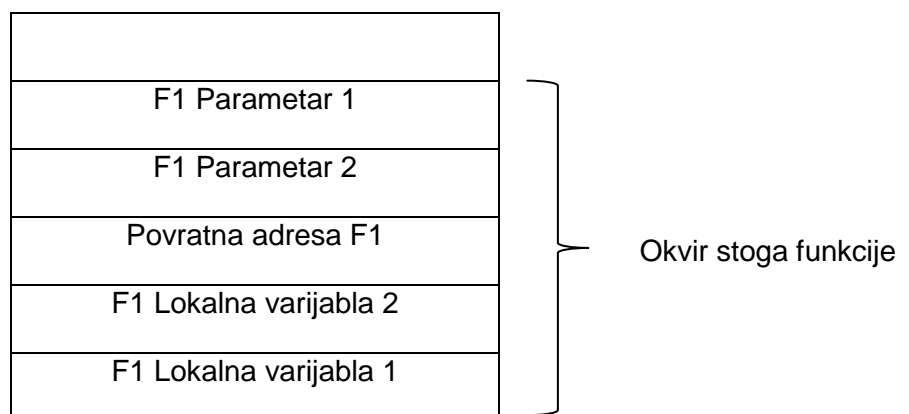 F1 Parametar 1
F1 Parametar 2
Povratna adresa F1
F1 Lokalna varijabla 2
F1 Lokalna varijabla 1
Okvir stoga funkcije